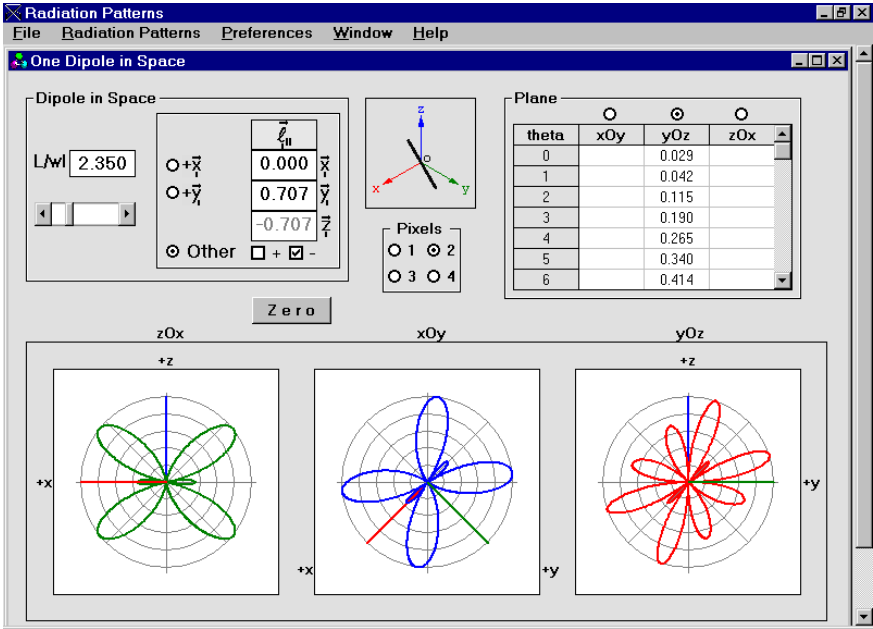 Radiation Patterns
File Radiation Patterns Preferences Window Help
One Dipole in Space
Dipole in Space
L/wl 2.350
ℓ⃗ıı
+x⃗ı 0.000 x⃗ı
+y⃗ı 0.707 y⃗ı
-0.707 z⃗ı
Other + -
z
o
x y
Pixels
1 2
3 4
Plane
theta xOy yOz zOx
0 0.029
1 0.042
2 0.115
3 0.190
4 0.265
5 0.340
6 0.414
Zero
zOx xOy yOz
+z +z
+x +y
+x +y